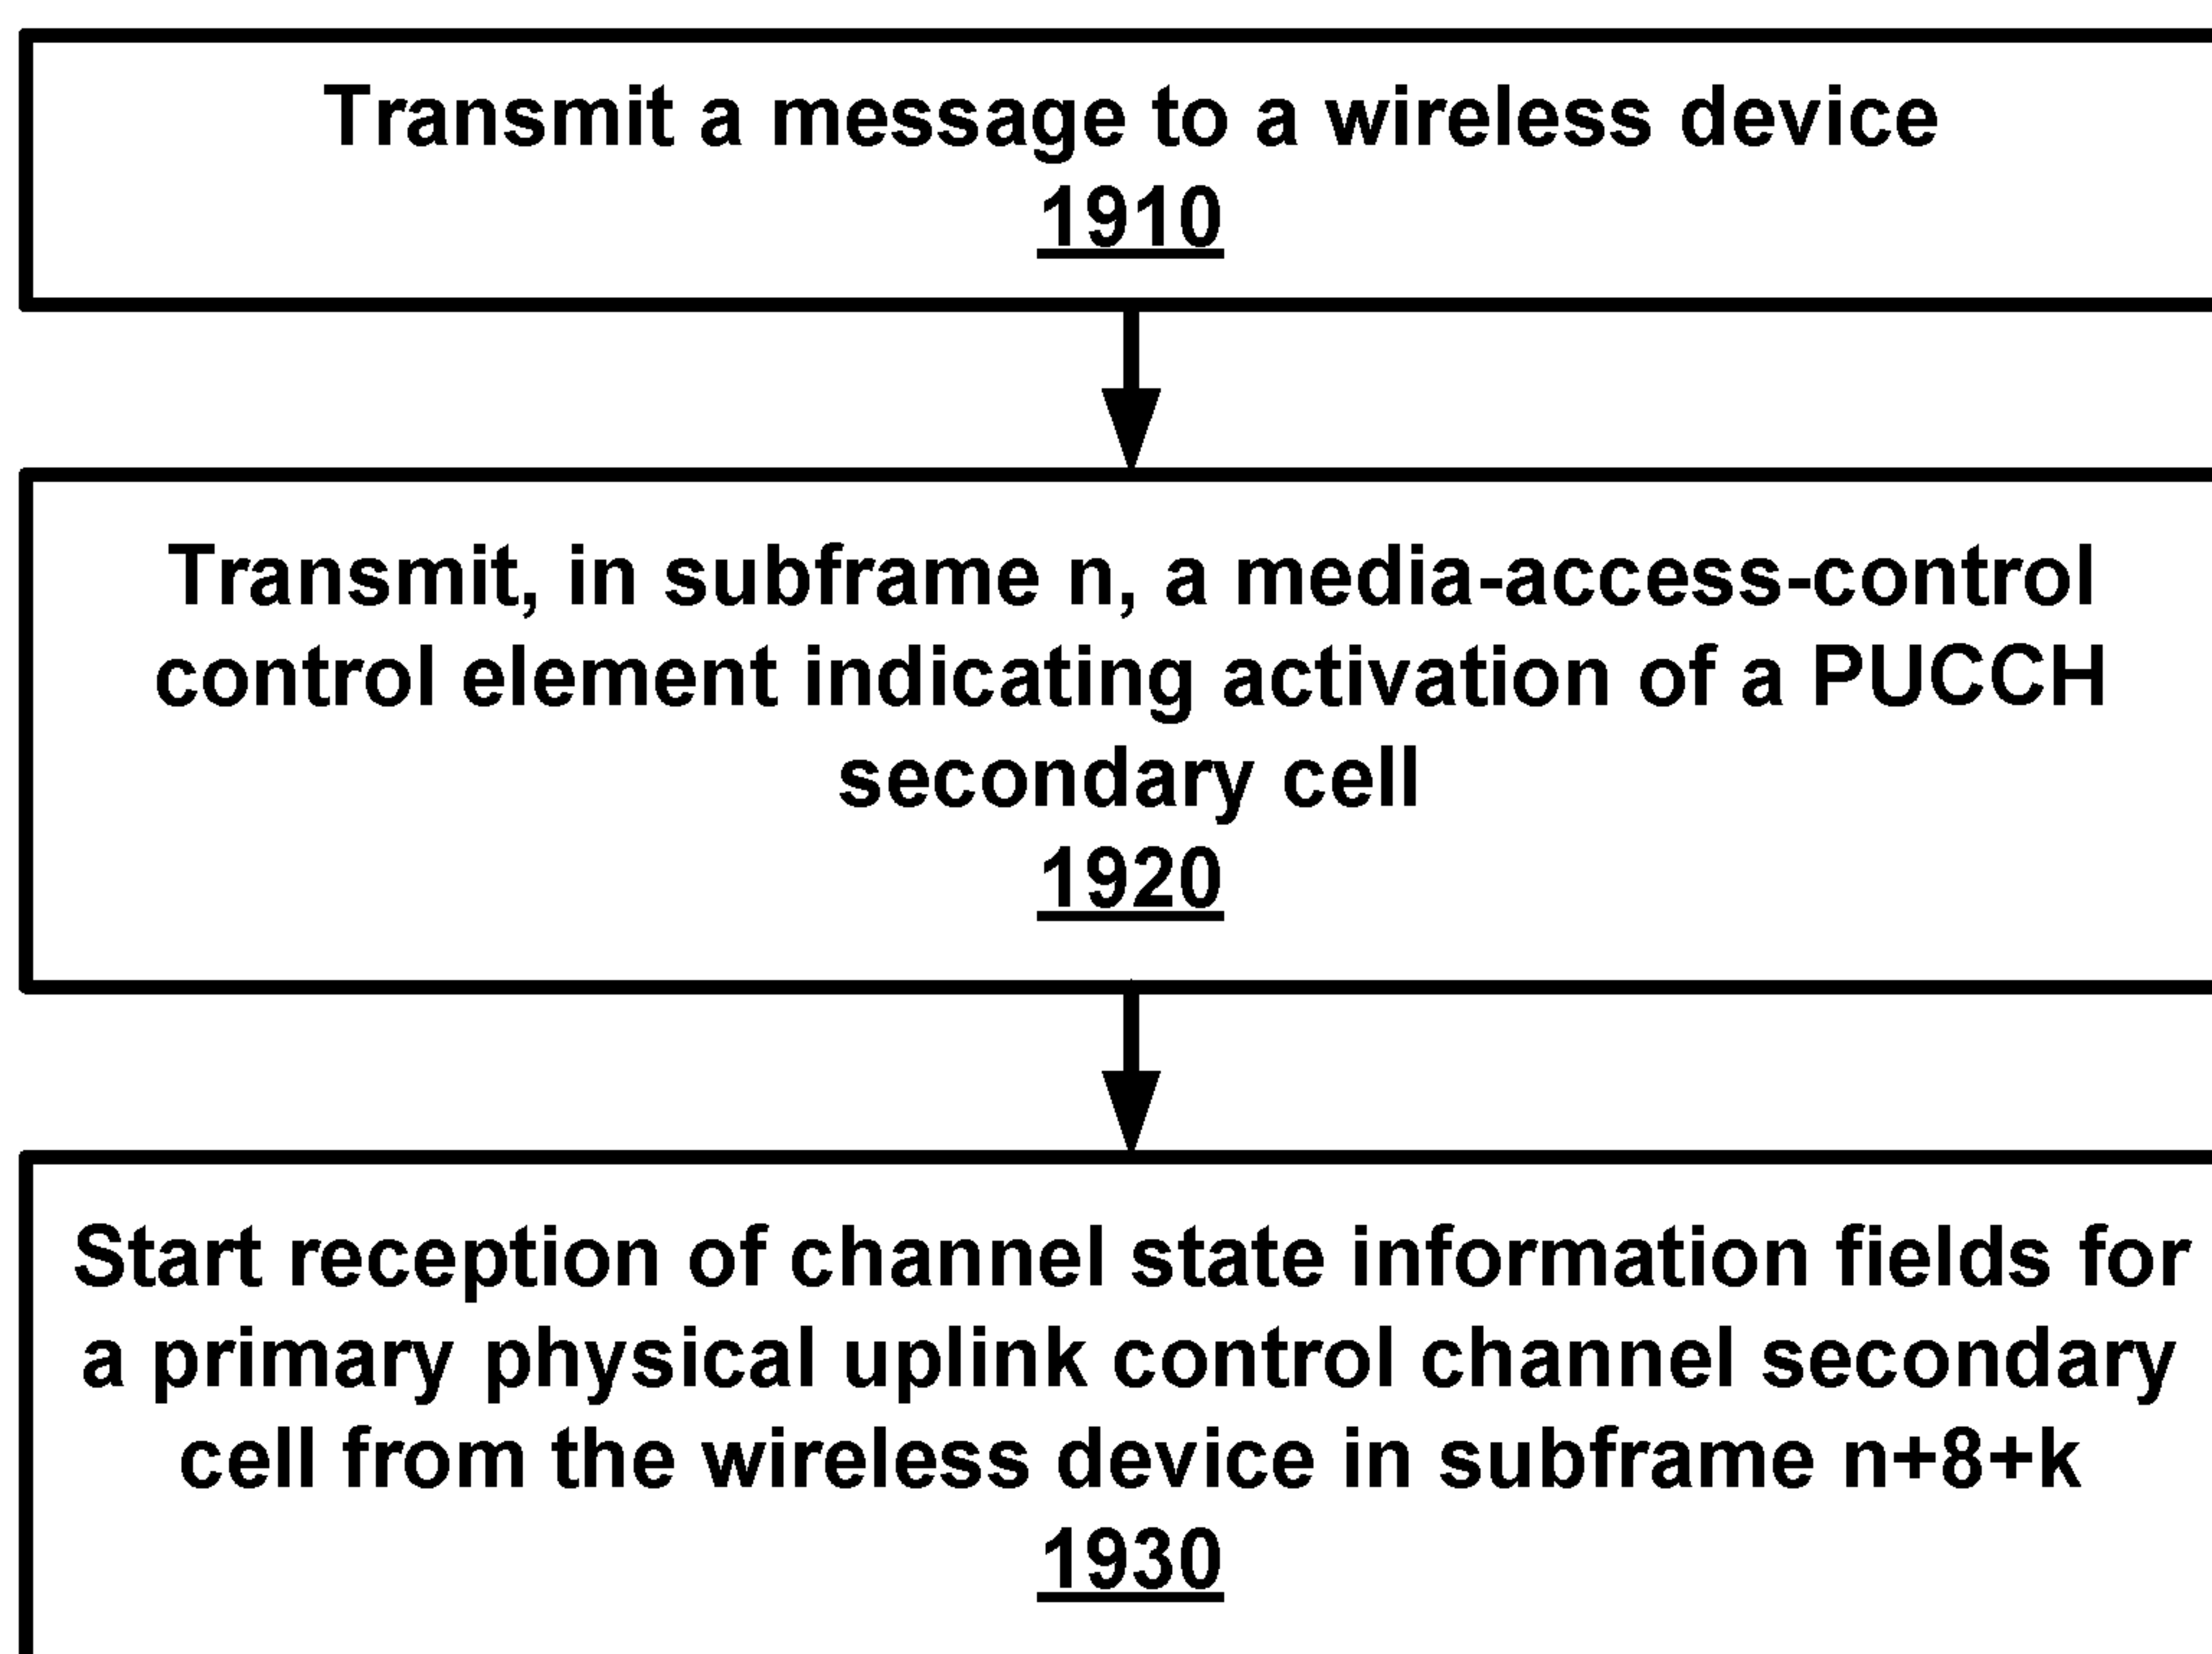 Transmit a message to a wireless device
1910
Transmit, in subframe n, a media-access-control
control element indicating activation of a PUCCH
secondary cell
1920
Start reception of channel state information fields for
a primary physical uplink control channel secondary
cell from the wireless device in subframe n+8+k
1930